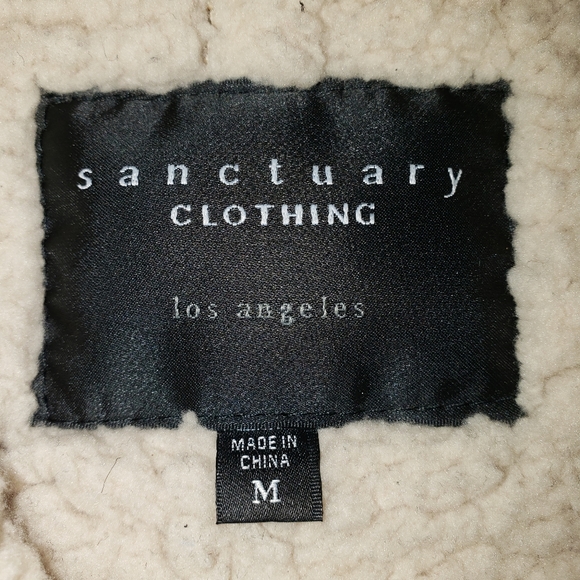 sanctuary
CLOTHING
los angeles
MADE IN
CHINA
M